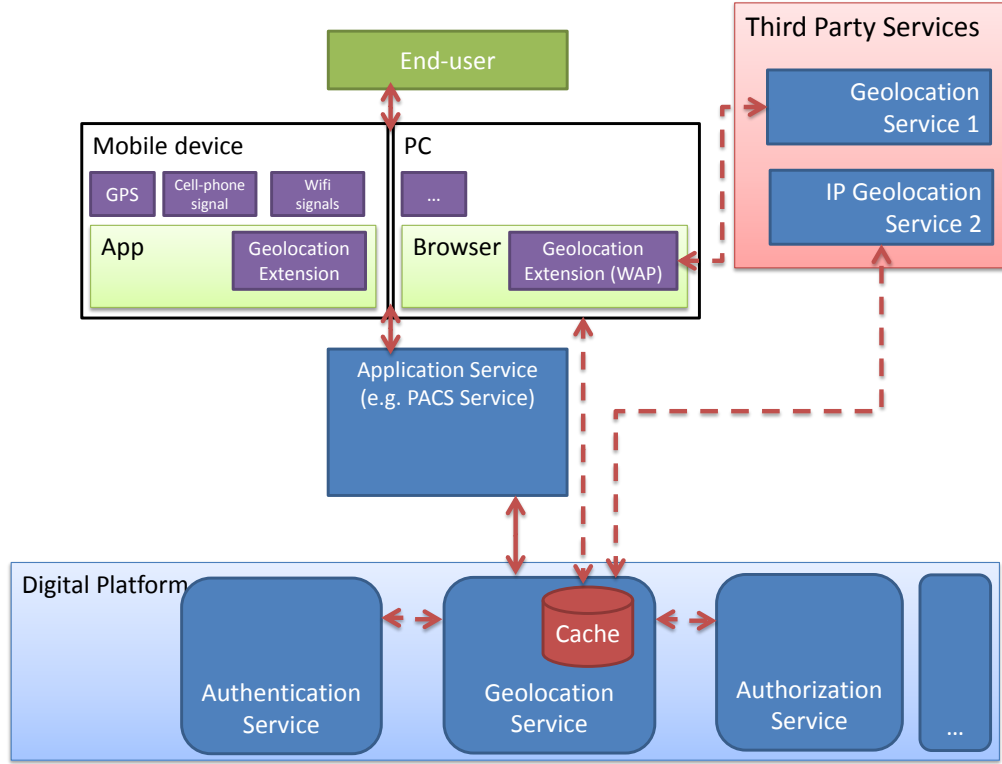 Third Party Services
End-user
Geolocation
Service 1
Mobile device
PC
GPS
Cell-phone
signal
Wifi
signals
...
IP Geolocation
Service 2
App
Geolocation
Extension
Browser
Geolocation
Extension (WAP)
Application Service
(e.g. PACS Service)
Digital Platform
Cache
Authentication
Service
Geolocation
Service
Authorization
Service
...